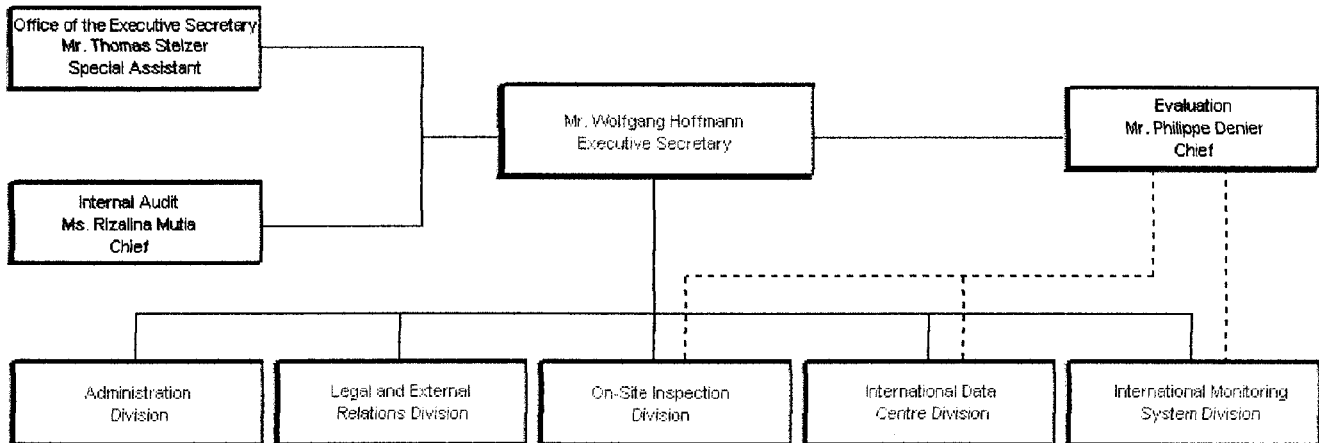 Office of the Executive Secretary
Mr. Thomas Stelzer
Special Assistant
Mr. Wolfgang Hoffmann
Executive Secretary
Evaluation
Mr. Philippe Denier
Chief
Internal Audit
Ms. Rizalina Mutia
Chief
Administration
Division
Legal and External
Relations Division
On-Site Inspection
Division
International Data
Centre Division
International Monitoring
System Division